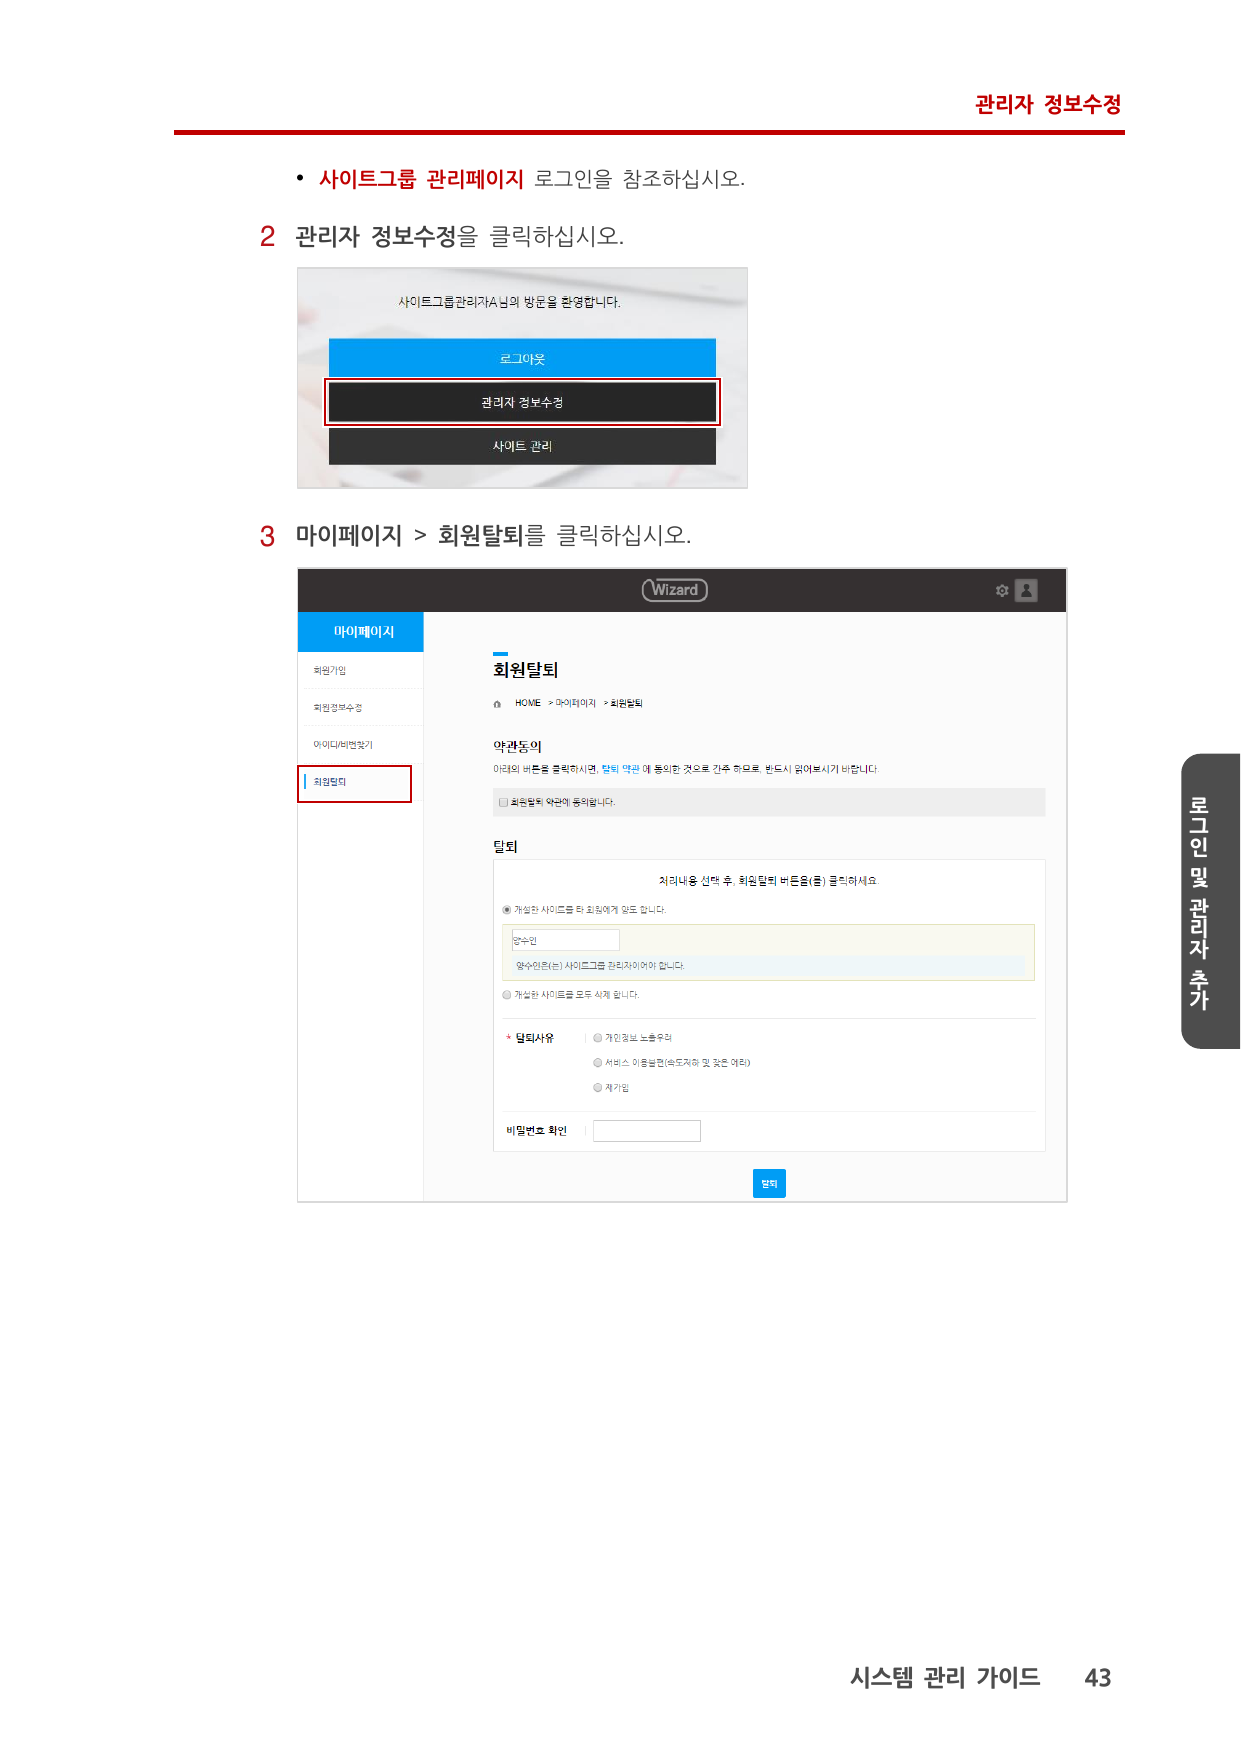 관리자 정보수정
• 사이트그룹 관리페이지 로그인을 참조하십시오.
2 관리자 정보수정을 클릭하십시오.
사이트그룹관리자A님의 방문을 환영합니다.
로그아웃
관리자 정보수정
사이트 관리
3 마이페이지 > 회원탈퇴를 클릭하십시오.
Wizard
마이페이지
회원가입
회원정보수정
아이디/비번찾기
회원탈퇴
회원탈퇴
HOME > 마이페이지 > 회원탈퇴
약관동의
아래의 버튼을 클릭하시면, 탈퇴 약관 에 동의한 것으로 간주 하므로, 반드시 읽어보시기 바랍니다.
회원탈퇴 약관에 동의합니다.
탈퇴
처리내용 선택 후, 회원탈퇴 버튼을(를) 클릭하세요.
개설한 사이트를 타 회원에게 양도 합니다.
양수인
양수인은(는) 사이트그룹 관리자이어야 합니다.
개설한 사이트를 모두 삭제 합니다.
* 탈퇴사유
개인정보 노출우려
서비스 이용불편(속도저하 및 잦은 에러)
재가입
비밀번호 확인
탈퇴
로그인 및 관리자 추가
시스템 관리 가이드 43